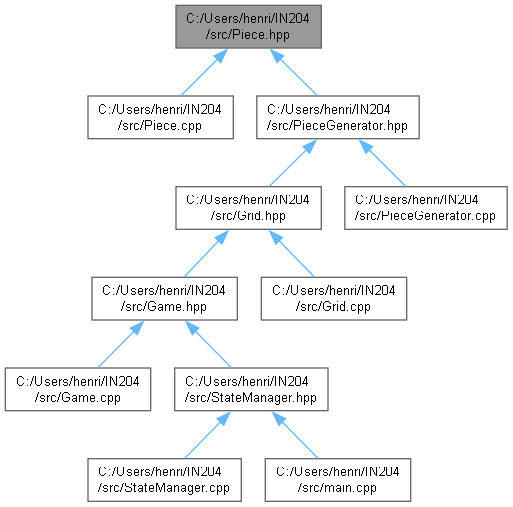 C:/Users/henri/IN204
/src/Piece.hpp
C:/Users/henri/IN204
/src/Piece.cpp
C:/Users/henri/IN204
/src/PieceGenerator.hpp
C:/Users/henri/IN204
/src/Grid.hpp
C:/Users/henri/IN204
/src/PieceGenerator.cpp
C:/Users/henri/IN204
/src/Game.hpp
C:/Users/henri/IN204
/src/Grid.cpp
C:/Users/henri/IN204
/src/Game.cpp
C:/Users/henri/IN204
/src/StateManager.hpp
C:/Users/henri/IN204
/src/StateManager.cpp
C:/Users/henri/IN204
/src/main.cpp